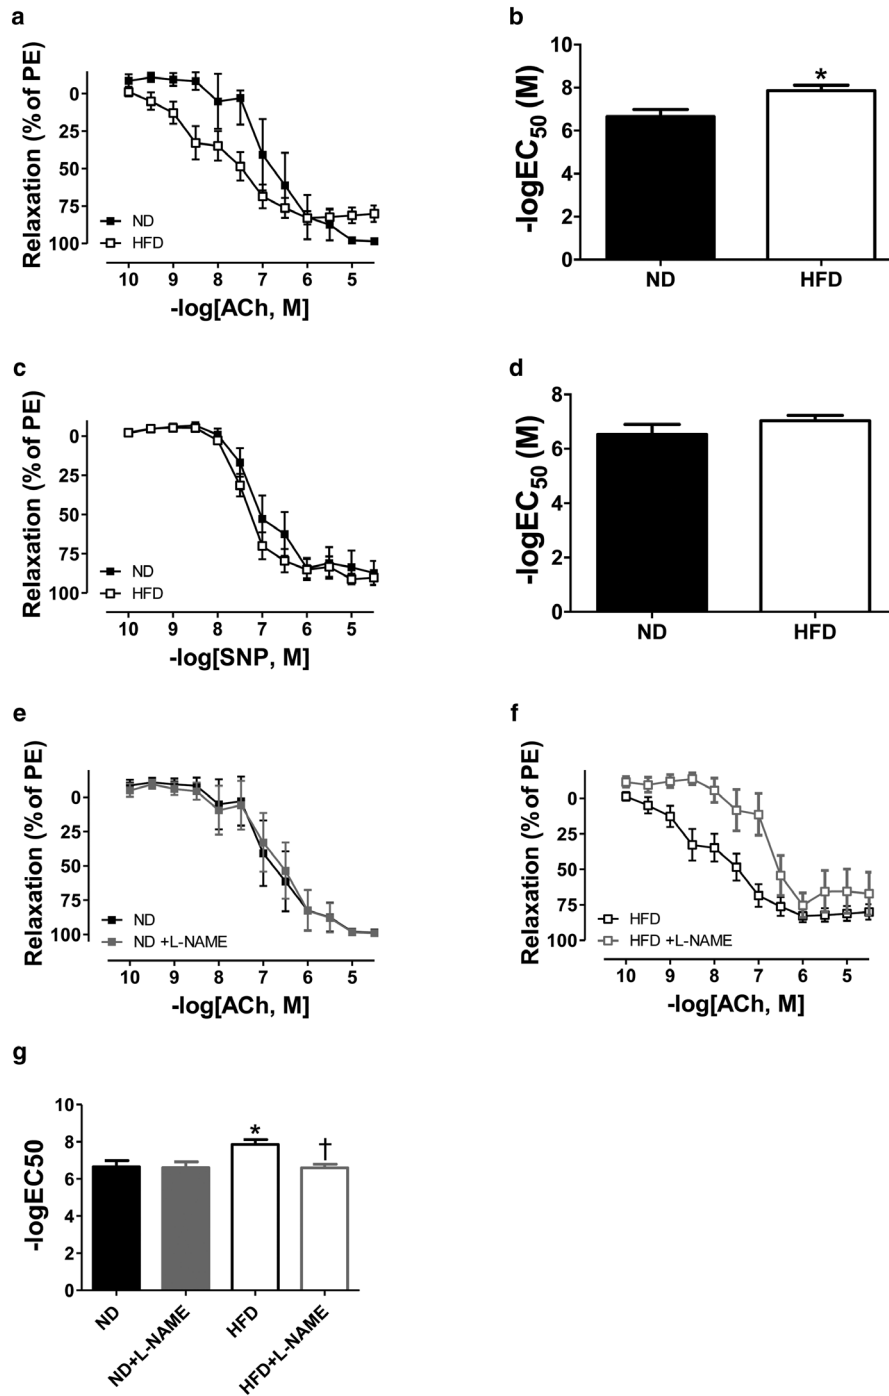 a
Relaxation (% of PE)
0
25
50
75
100
ND
HFD
10 9 8 7 6 5
-log[ACh, M]
b
-logEC50 (M)
10
8
6
4
2
0
*
ND HFD
c
Relaxation (% of PE)
0
25
50
75
100
ND
HFD
10 9 8 7 6 5
-log[SNP, M]
d
-logEC50 (M)
8
6
4
2
0
ND HFD
e
Relaxation (% of PE)
0
25
50
75
100
ND
ND +L-NAME
10 9 8 7 6 5
-log[ACh, M]
f
Relaxation (% of PE)
0
25
50
75
100
HFD
HFD +L-NAME
10 9 8 7 6 5
-log[ACh, M]
g
-logEC50
10
8
6
4
2
0
* †
ND
ND+L-NAME
HFD
HFD+L-NAME